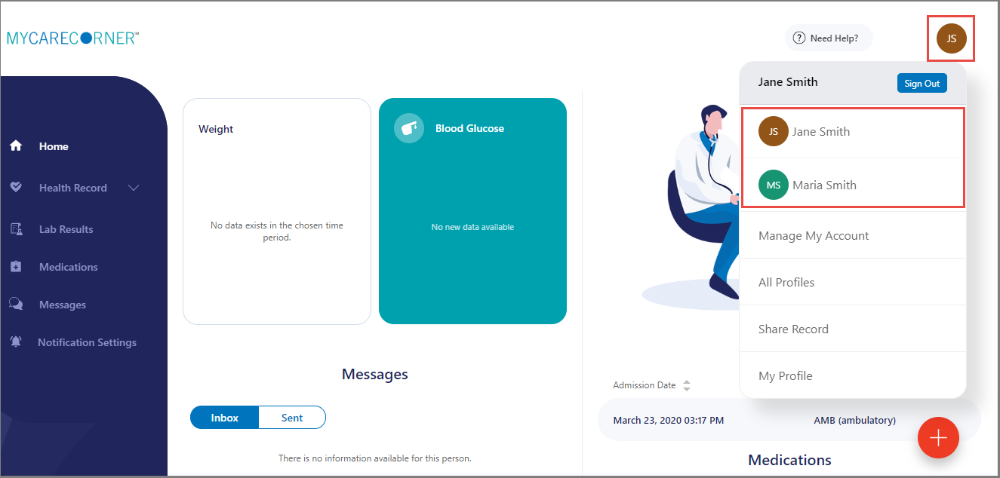 MYCARECORNER™
Need Help?
JS
Jane Smith
Sign Out
JS Jane Smith
MS Maria Smith
Manage My Account
All Profiles
Share Record
My Profile
Home
Health Record
Lab Results
Medications
Messages
Notification Settings
Weight
No data exists in the chosen time
period.
Blood Glucose
No new data available
Messages
Inbox Sent
There is no information available for this person.
Admission Date
March 23, 2020 03:17 PM AMB (ambulatory)
Medications